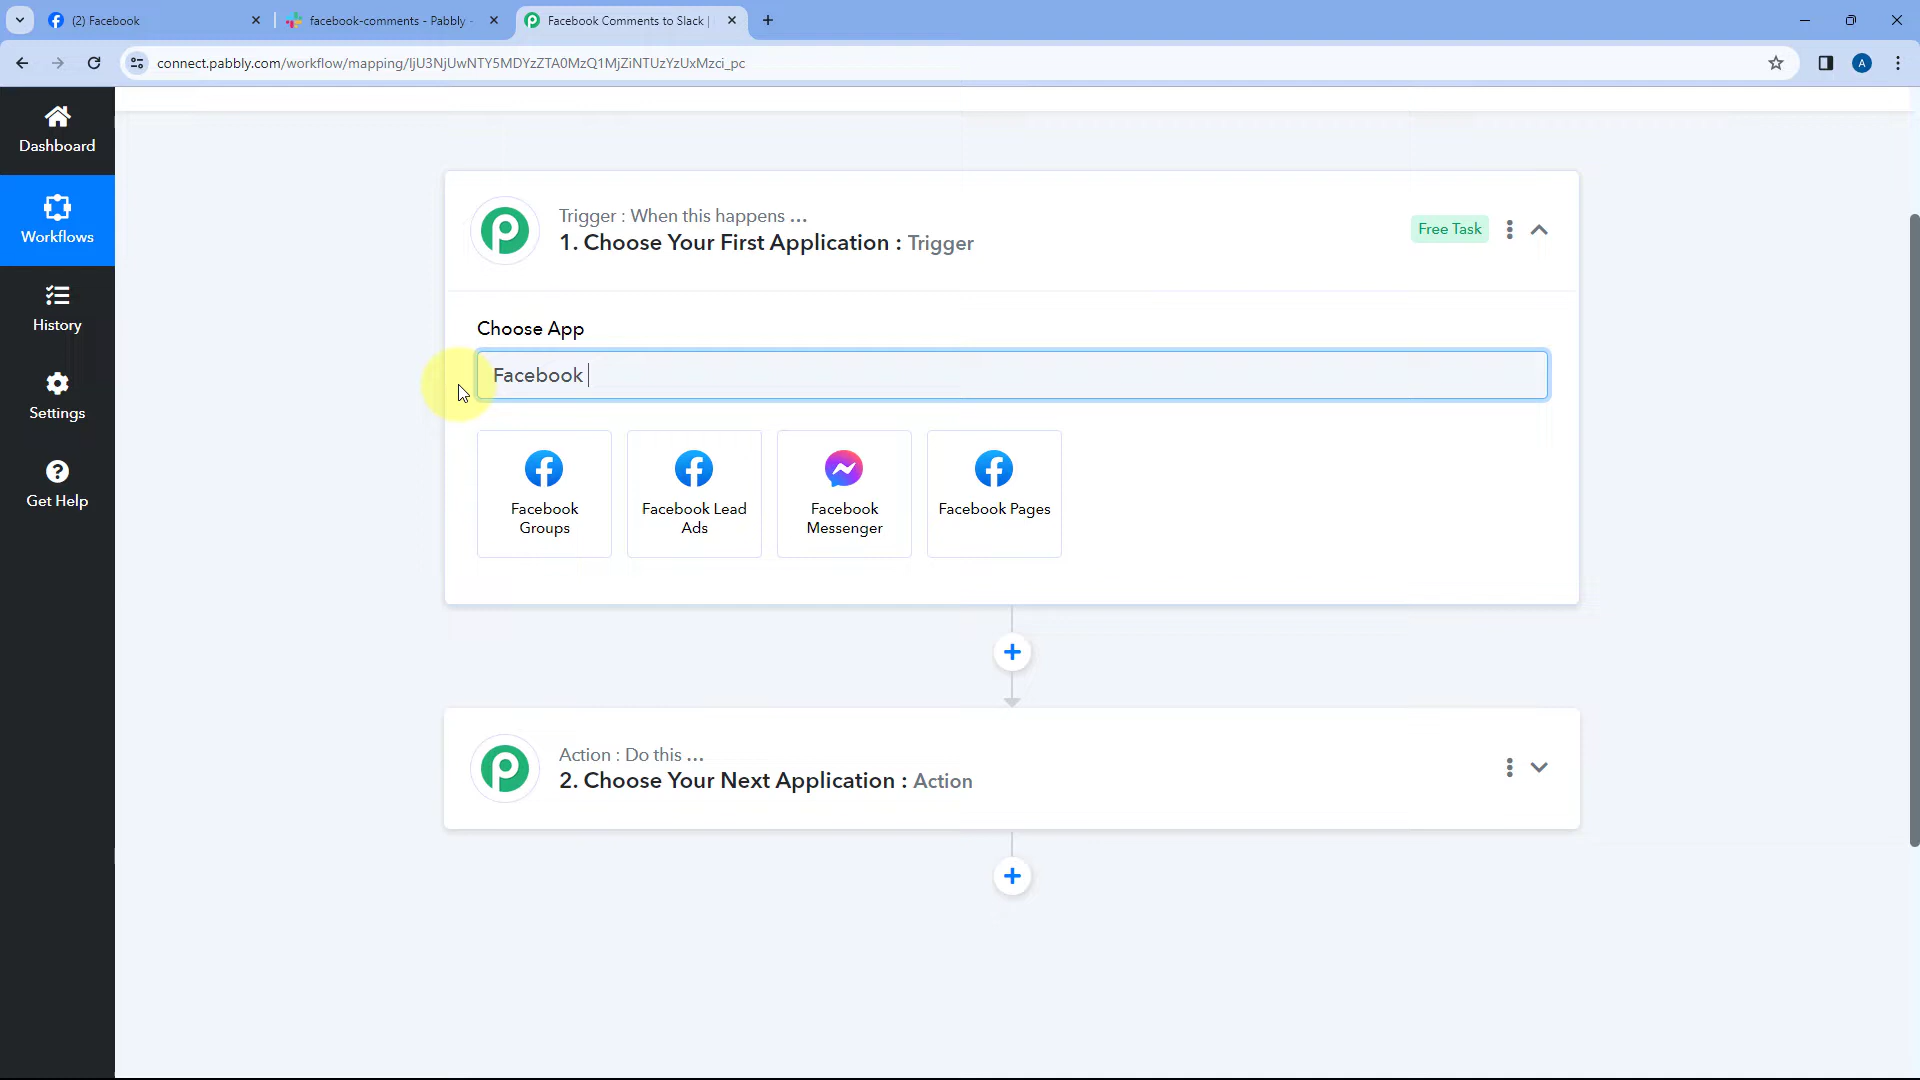 (2) Facebook
facebook-comments - Pabbly -
Facebook Comments to Slack |
connect.pabbly.com/workflow/mapping/IjU3NjUwNTY5MDYzZTA0MzQ1MjZiNTUzYzUxMzci_pc
A
Dashboard
Workflows
History
Settings
Get Help
Trigger : When this happens ...
1. Choose Your First Application : Trigger
Free Task
Choose App
Facebook
Facebook
Groups
Facebook Lead
Ads
Facebook
Messenger
Facebook Pages
Action : Do this ...
2. Choose Your Next Application : Action